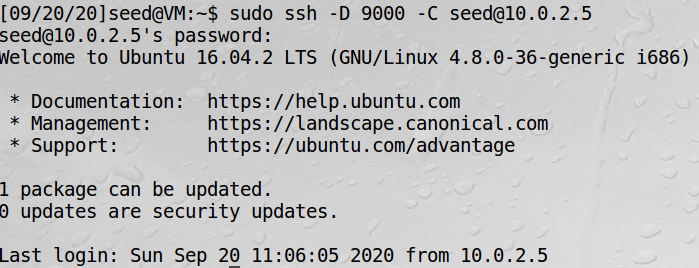 [09/20/20]seed@VM:~$ sudo ssh -D 9000 -C seed@10.0.2.5
seed@10.0.2.5's password:
Welcome to Ubuntu 16.04.2 LTS (GNU/Linux 4.8.0-36-generic i686)
* Documentation:  https://help.ubuntu.com
* Management:     https://landscape.canonical.com
* Support:        https://ubuntu.com/advantage
1 package can be updated.
0 updates are security updates.
Last login: Sun Sep 20 11:06:05 2020 from 10.0.2.5